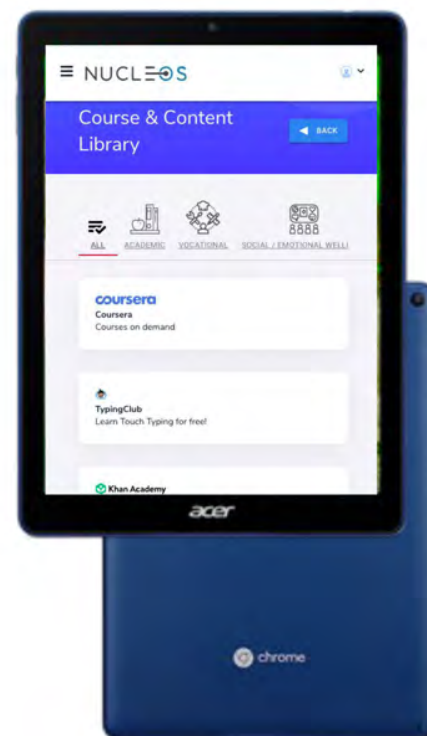 NUCLEOS
Course & Content
Library
BACK
ALL
ACADEMIC
VOCATIONAL
SOCIAL / EMOTIONAL WELL
coursera
Coursera
Courses on demand
TypingClub
Learn Touch Typing for free!
Khan Academy
acer
chrome